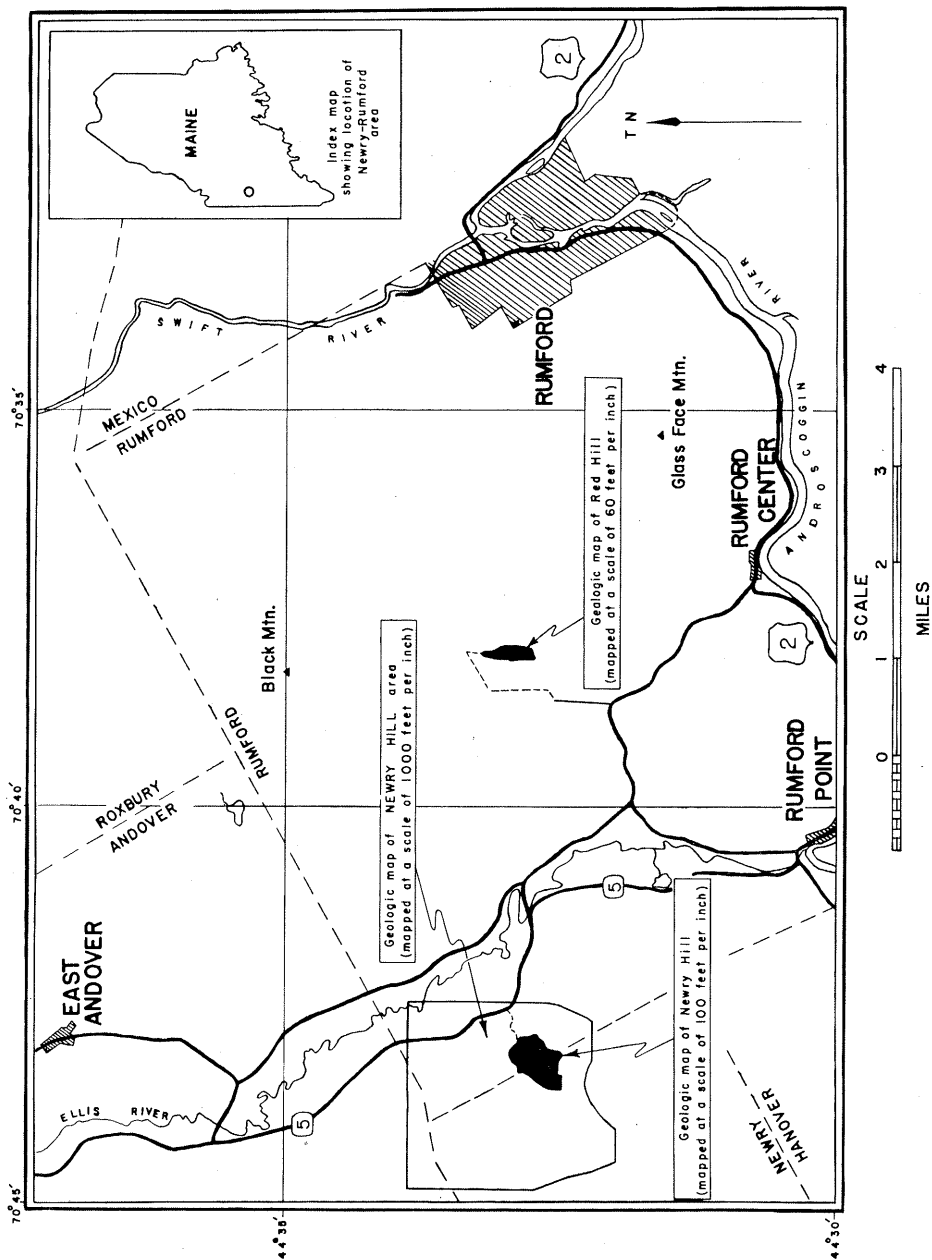 70°45'
70°40'
70°35'
44°35'
44°30'
EAST
ANDOVER
ELLIS RIVER
5
ROXBURY
ANDOVER
RUMFORD
Black Mtn.
MEXICO
RUMFORD
SWIFT
RIVER
MAINE
Index map
showing location of
Newry-Rumford
area
2
TN
RUMFORD
Geologic map of NEWRY HILL area
(mapped at a scale of 1000 feet per inch)
Geologic map of Red Hill
(mapped at a scale of 60 feet per inch)
Glass Face Mtn.
Geologic map of Newry Hill
(mapped at a scale of 100 feet per inch)
5
NEWRY
HANOVER
RUMFORD
POINT
RUMFORD
CENTER
2
ANDROSCOGGIN
RIVER
SCALE
0 1 2 3 4
MILES